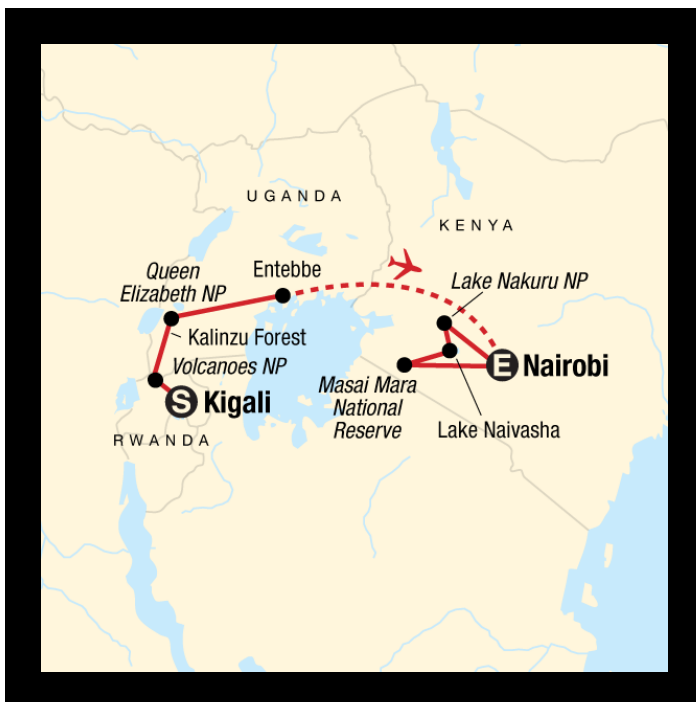 UGANDA
KENYA
Queen
Elizabeth NP
Entebbe
Lake Nakuru NP
Kalinzu Forest
Volcanoes NP
E Nairobi
S Kigali
Masai Mara
National
Reserve
Lake Naivasha
RWANDA